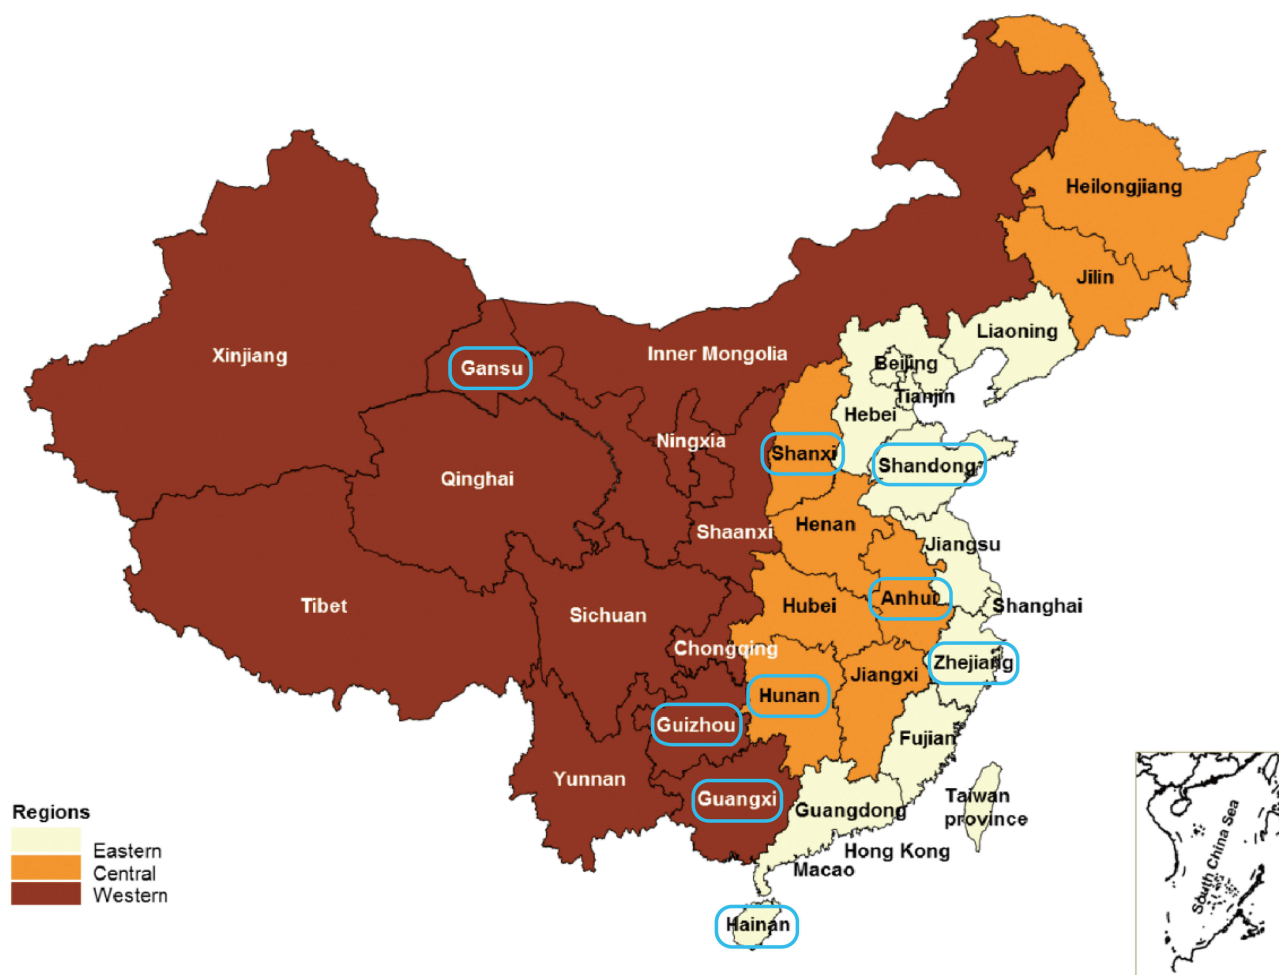 Heilongjiang
Jilin
Liaoning
Xinjiang
Inner Mongolia
Gansu
Beijing
Tianjin
Hebei
Ningxia
Shanxi
Shandong
Qinghai
Shaanxi
Henan
Jiangsu
Tibet
Sichuan
Hubei
Anhui
Shanghai
Chongqing
Zhejiang
Jiangxi
Hunan
Guizhou
Fujian
Yunnan
Guangxi
Guangdong
Taiwan
province
Hong Kong
Macao
Hainan
Regions
Eastern
Central
Western
South China Sea